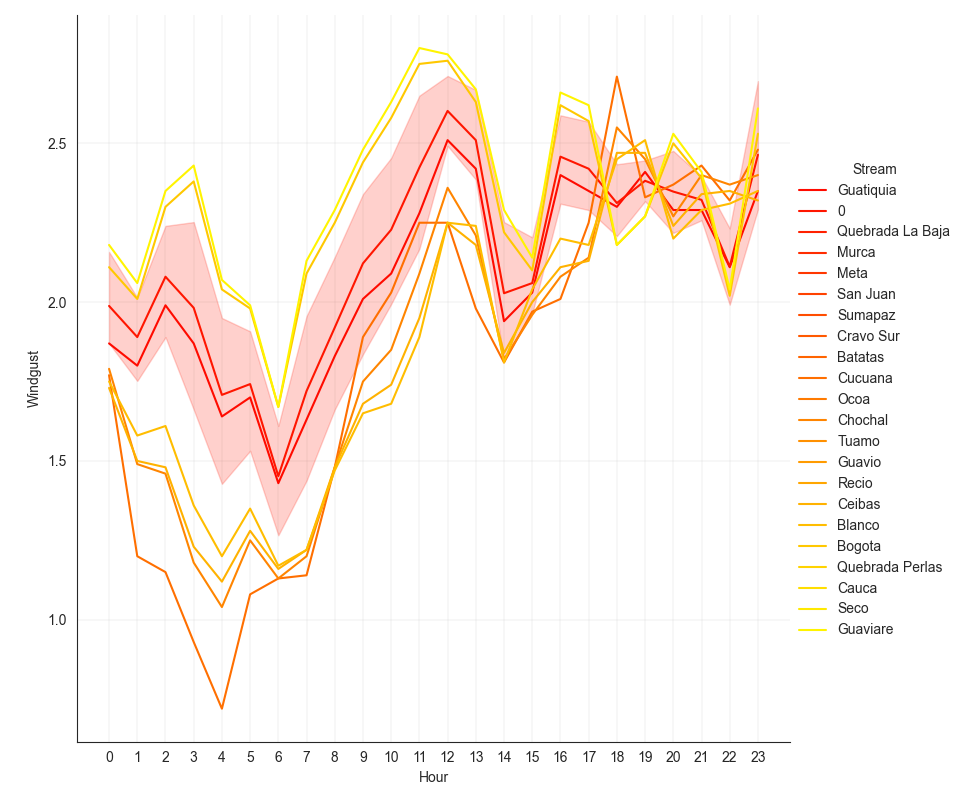 2.5
2.0
1.5
1.0
Windgust
0 1 2 3 4 5 6 7 8 9 10 11 12 13 14 15 16 17 18 19 20 21 22 23
Hour
Stream
Guatiquia
0
Quebrada La Baja
Murca
Meta
San Juan
Sumapaz
Cravo Sur
Batatas
Cucuana
Ocoa
Chochal
Tuamo
Guavio
Recio
Ceibas
Blanco
Bogota
Quebrada Perlas
Cauca
Seco
Guaviare